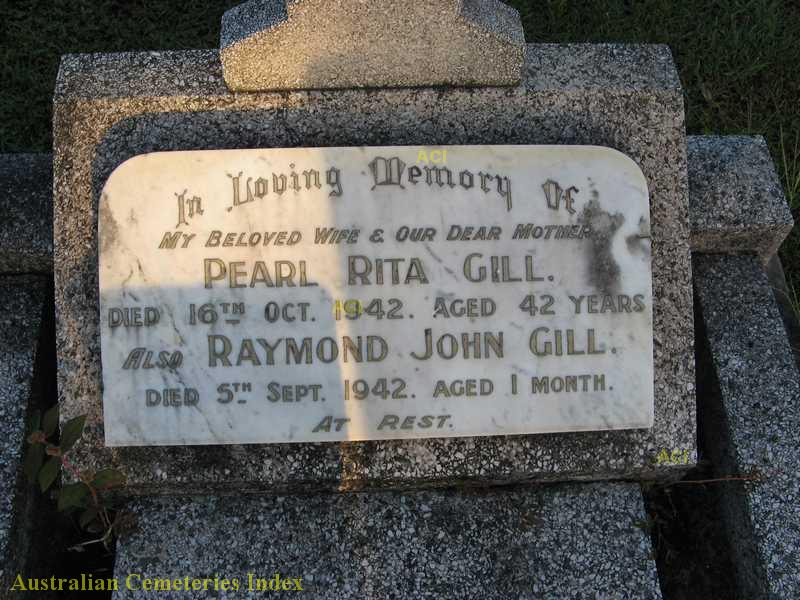 ACI
In Loving Memory Of
My Beloved Wife & Our Dear Mother
PEARL RITA GILL.
DIED 16TH OCT. 1942. AGED 42 YEARS
ALSO RAYMOND JOHN GILL.
DIED 5TH SEPT. 1942. AGED 1 MONTH.
AT REST.
ACI
Australian Cemeteries Index